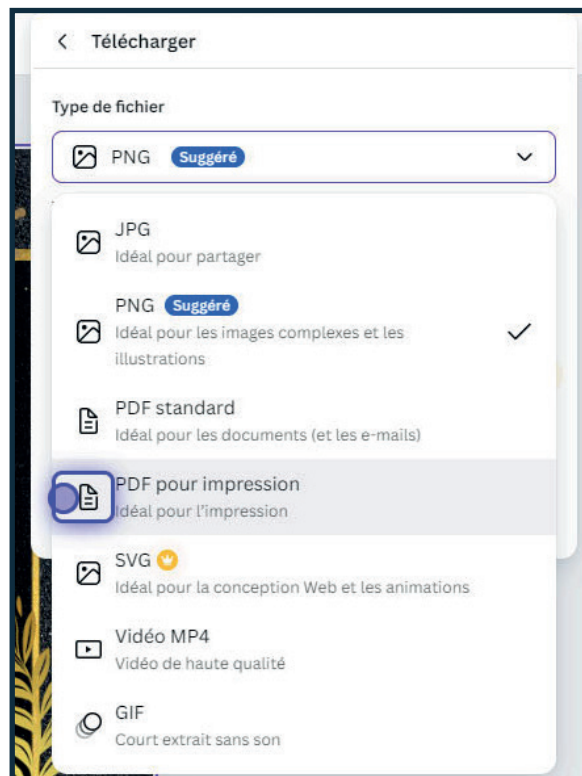 Télécharger
Type de fichier
PNG Suggéré
JPG
Idéal pour partager
PNG Suggéré
Idéal pour les images complexes et les
illustrations
PDF standard
Idéal pour les documents (et les e-mails)
PDF pour impression
Idéal pour l'impression
SVG
Idéal pour la conception Web et les animations
Vidéo MP4
Vidéo de haute qualité
GIF
Court extrait sans son